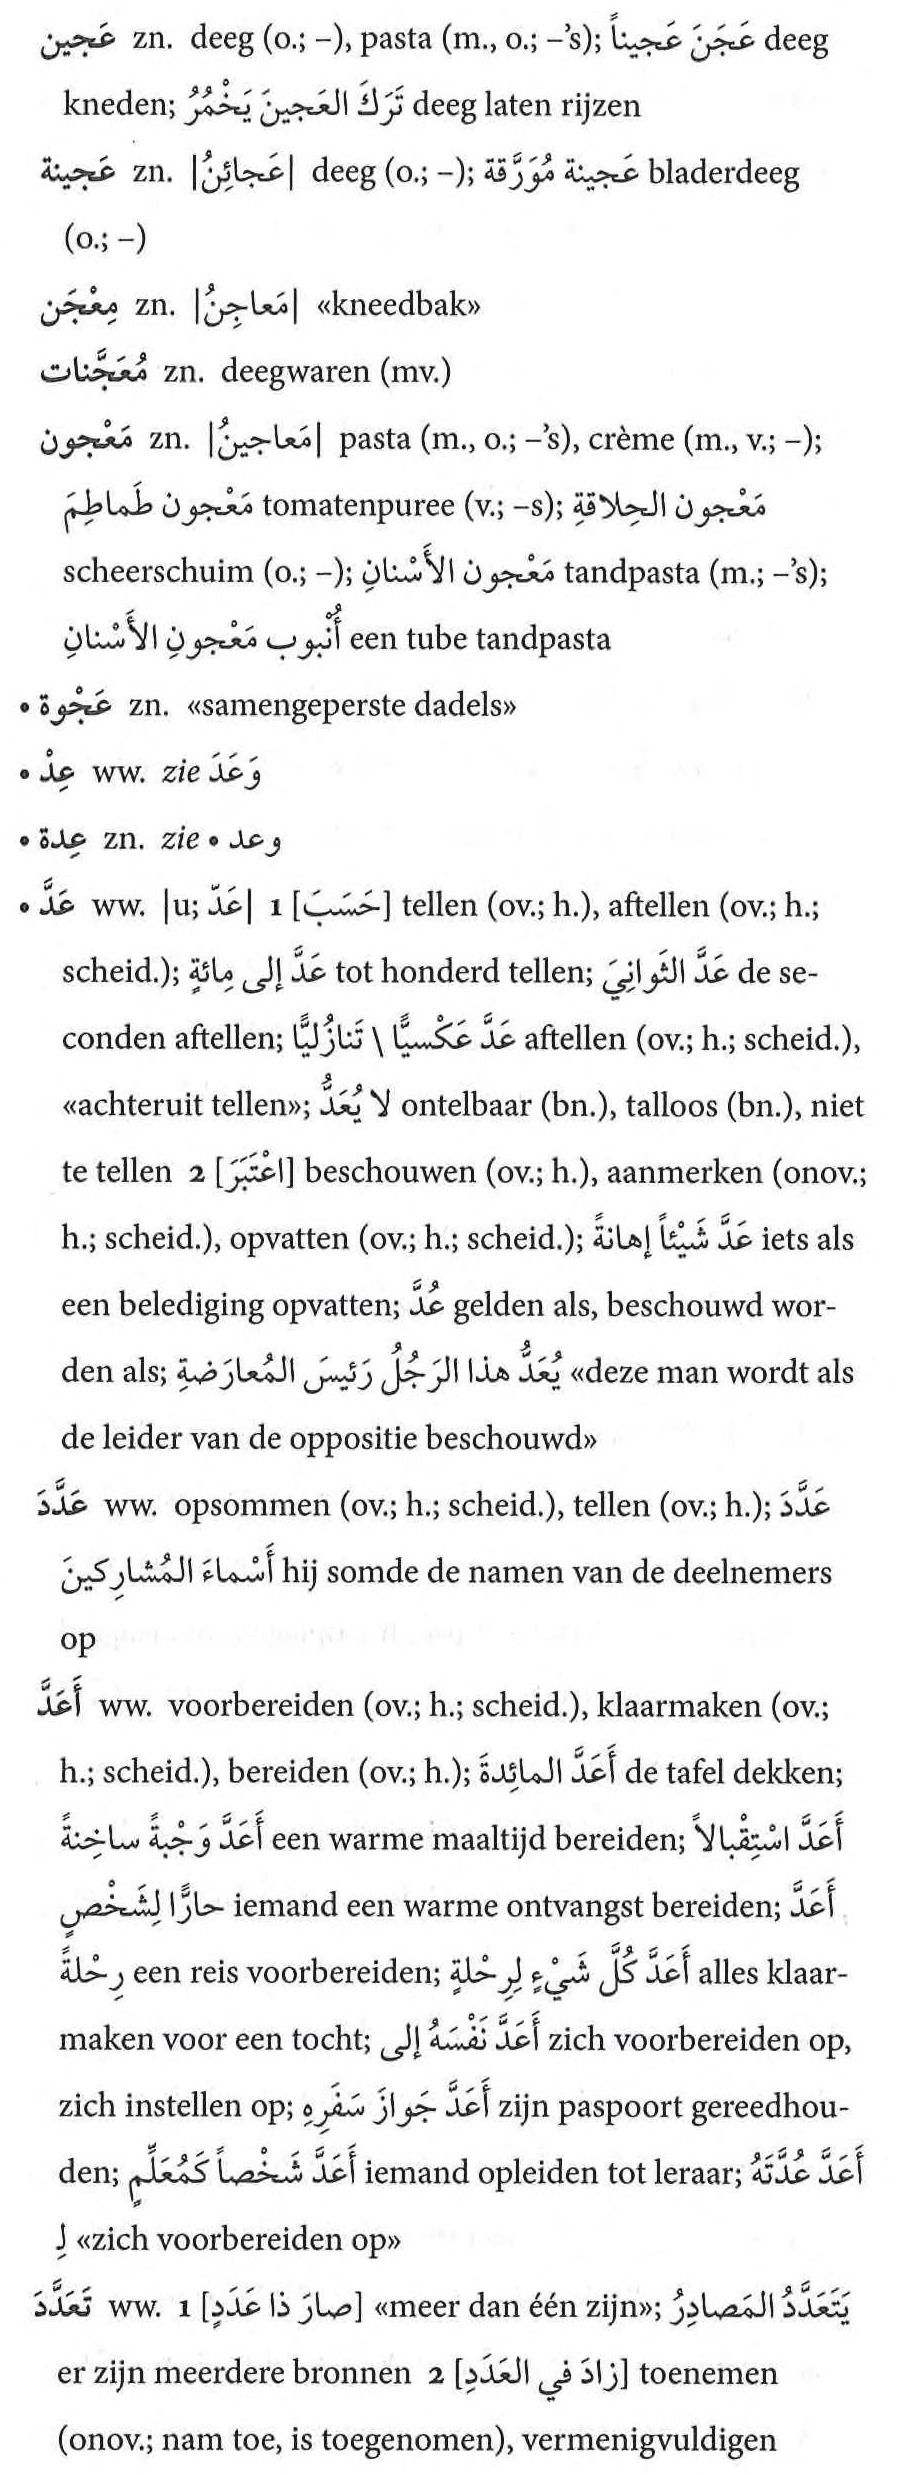 عَجين zn. deeg (o.; –), pasta (m., o.; –’s); عَجَنَ عَجيناً deeg
kneden; تَرَكَ العَجينَ يَخْمُرُ deeg laten rijzen
عَجينة zn. |عَجائِنُ| deeg (o.; –); عَجينة مُوَرَّقة bladerdeeg
(o.; –)
مِعْجَن zn. |مَعاجِنُ| «kneedbak»
مُعَجَّنات zn. deegwaren (mv.)
مَعْجون zn. |مَعاجينُ| pasta (m., o.; –’s), crème (m., v.; –);
مَعْجون طَماطِمَ tomatenpuree (v.; –s); مَعْجون الحِلاقةِ
scheerschuim (o.; –); مَعْجون الأَسْنانِ tandpasta (m.; –’s);
أُنْبوب مَعْجونِ الأَسْنانِ een tube tandpasta
• عَجْوة zn. «samengeperste dadels»
• عِدْ ww. zie وَعَدَ
• عِدة zn. zie • وعد
• عَدَّ ww. |u; عَدّ| 1 [حَسَبَ] tellen (ov.; h.), aftellen (ov.; h.;
scheid.); عَدَّ إلى مِائةٍ tot honderd tellen; عَدَّ الثَوانِيَ de se-
conden aftellen; عَدَّ عَكْسيًّا \ تَنازُليًّا aftellen (ov.; h.; scheid.),
«achteruit tellen»; لا يُعَدُّ ontelbaar (bn.), talloos (bn.), niet
te tellen 2 [اعْتَبَرَ] beschouwen (ov.; h.), aanmerken (onov.;
h.; scheid.), opvatten (ov.; h.; scheid.); عَدَّ شَيْئاً إهانةً iets als
een belediging opvatten; عُدَّ gelden als, beschouwd wor-
den als; يُعَدُّ هذا الرَجُلُ رَئيسَ المُعارَضةِ «deze man wordt als
de leider van de oppositie beschouwd»
عَدَّدَ ww. opsommen (ov.; h.; scheid.), tellen (ov.; h.); عَدَّدَ
أَسْماءَ المُشارِكينَ hij somde de namen van de deelnemers
op
أَعَدَّ ww. voorbereiden (ov.; h.; scheid.), klaarmaken (ov.;
h.; scheid.), bereiden (ov.; h.); أَعَدَّ المائِدةَ de tafel dekken;
أَعَدَّ وَجْبةً ساخِنةً een warme maaltijd bereiden; أَعَدَّ اسْتِقْبالاً
حارًّا لِشَخْصٍ iemand een warme ontvangst bereiden; أَعَدَّ
رِحْلةً een reis voorbereiden; أَعَدَّ كُلَّ شَيْءٍ لِرِحْلةٍ alles klaar-
maken voor een tocht; أَعَدَّ نَفْسَهُ إلى zich voorbereiden op,
zich instellen op; أَعَدَّ جَوازَ سَفَرِهِ zijn paspoort gereedhou-
den; أَعَدَّ شَخْصاً كَمُعَلِّمٍ iemand opleiden tot leraar; أَعَدَّ عُدَّتَهُ
لِ «zich voorbereiden op»
تَعَدَّدَ ww. 1 [صارَ ذا عَدَدٍ] «meer dan één zijn»; يَتَعَدَّدُ المَصادِرُ
er zijn meerdere bronnen 2 [زادَ في العَدَدِ] toenemen
(onov.; nam toe, is toegenomen), vermenigvuldigen